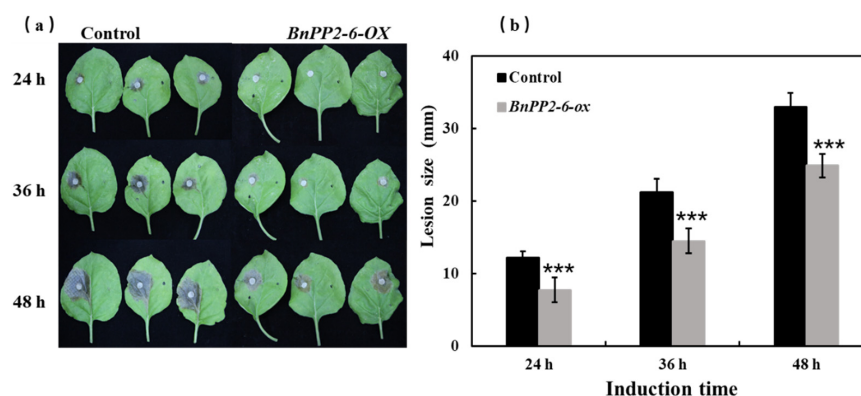 ( a )
Control BnPP2-6-OX
24 h
36 h
48 h
( b )
40
30
20
10
0
Lesion size (mm)
Control
BnPP2-6-ox
***
***
***
24 h 36 h 48 h
Induction time